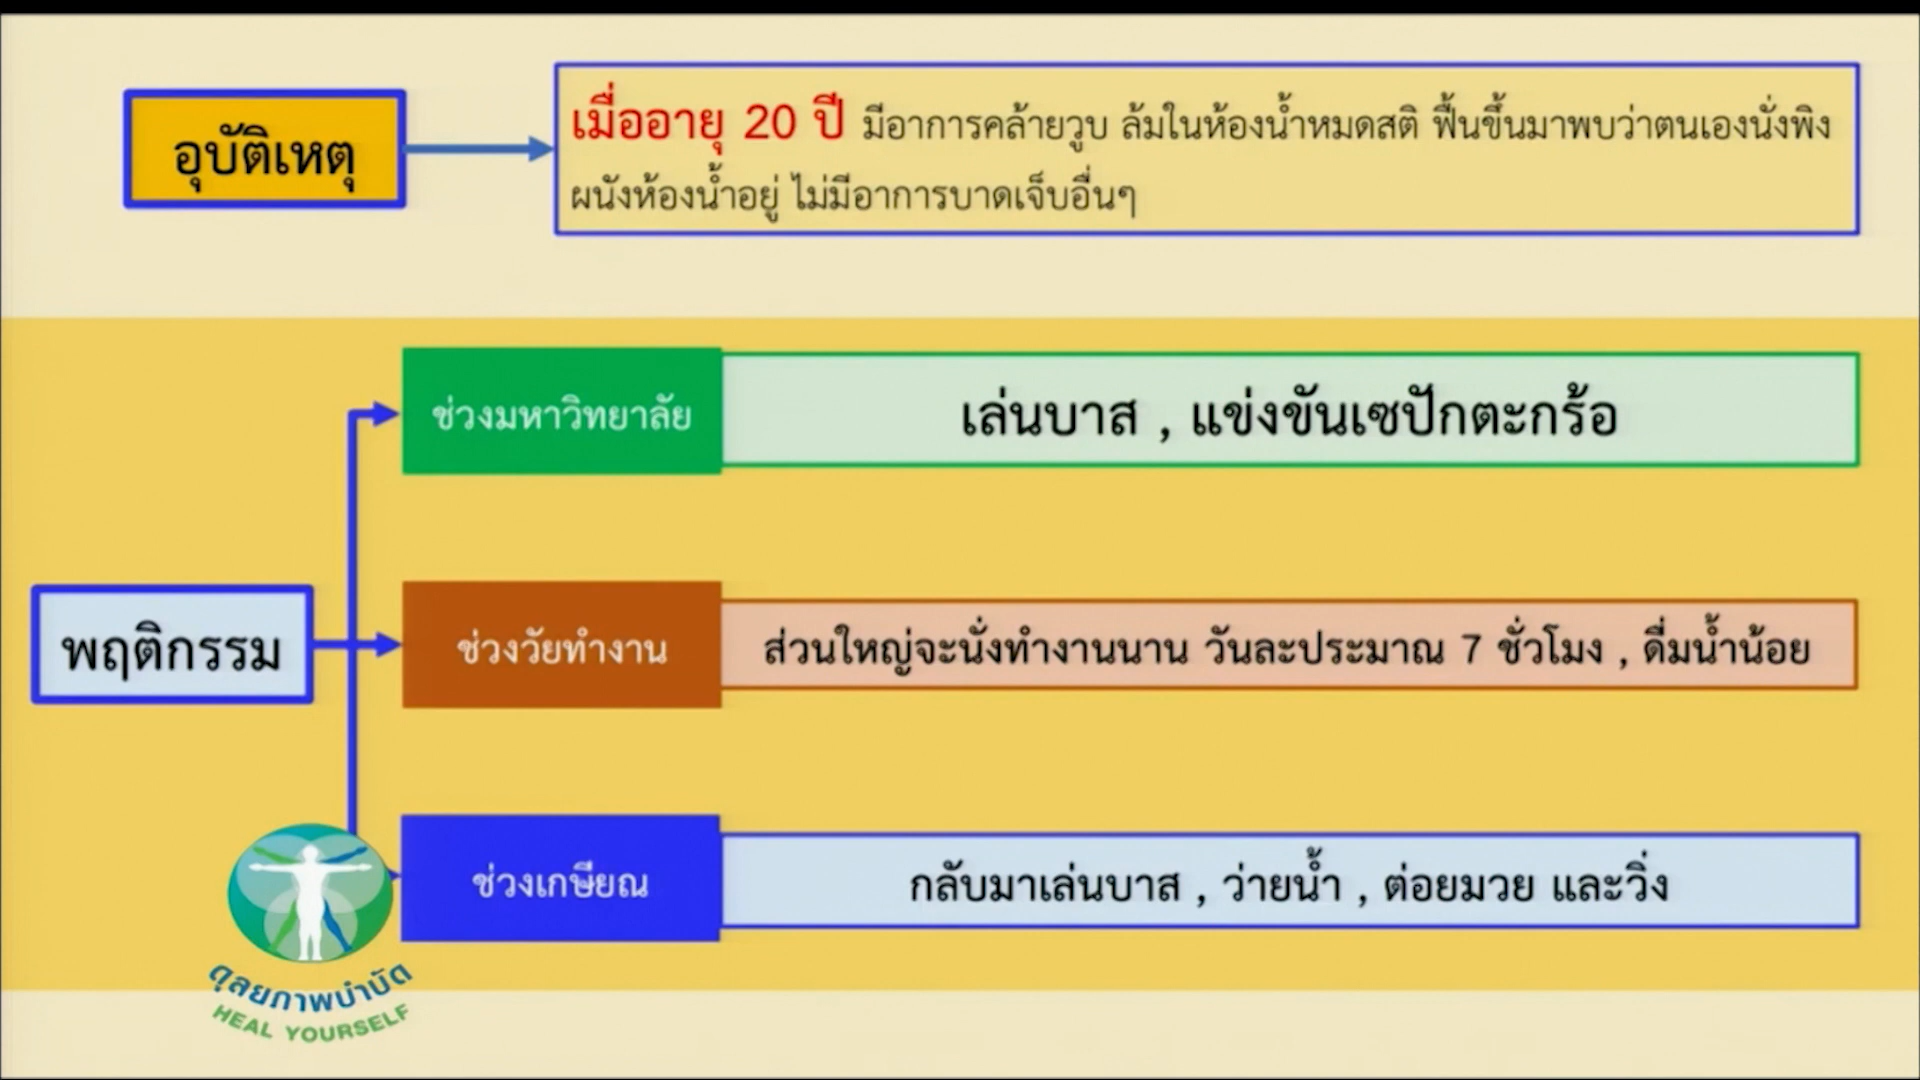 อุบัติเหตุ
เมื่ออายุ 20 ปี มีอาการคล้ายวูบ ล้มในห้องน้ำหมดสติ ฟื้นขึ้นมาพบว่าตนเองนั่งพิง
ผนังห้องน้ำอยู่ ไม่มีอาการบาดเจ็บอื่นๆ
พฤติกรรม
ช่วงมหาวิทยาลัย
เล่นบาส , แข่งขันเซปักตะกร้อ
ช่วงวัยทำงาน
ส่วนใหญ่จะนั่งทำงานนาน วันละประมาณ 7 ชั่วโมง , ดื่มน้ำน้อย
ช่วงเกษียณ
กลับมาเล่นบาส , ว่ายน้ำ , ต่อยมวย และวิ่ง
ดุลยภาพบำบัด
HEAL YOURSELF